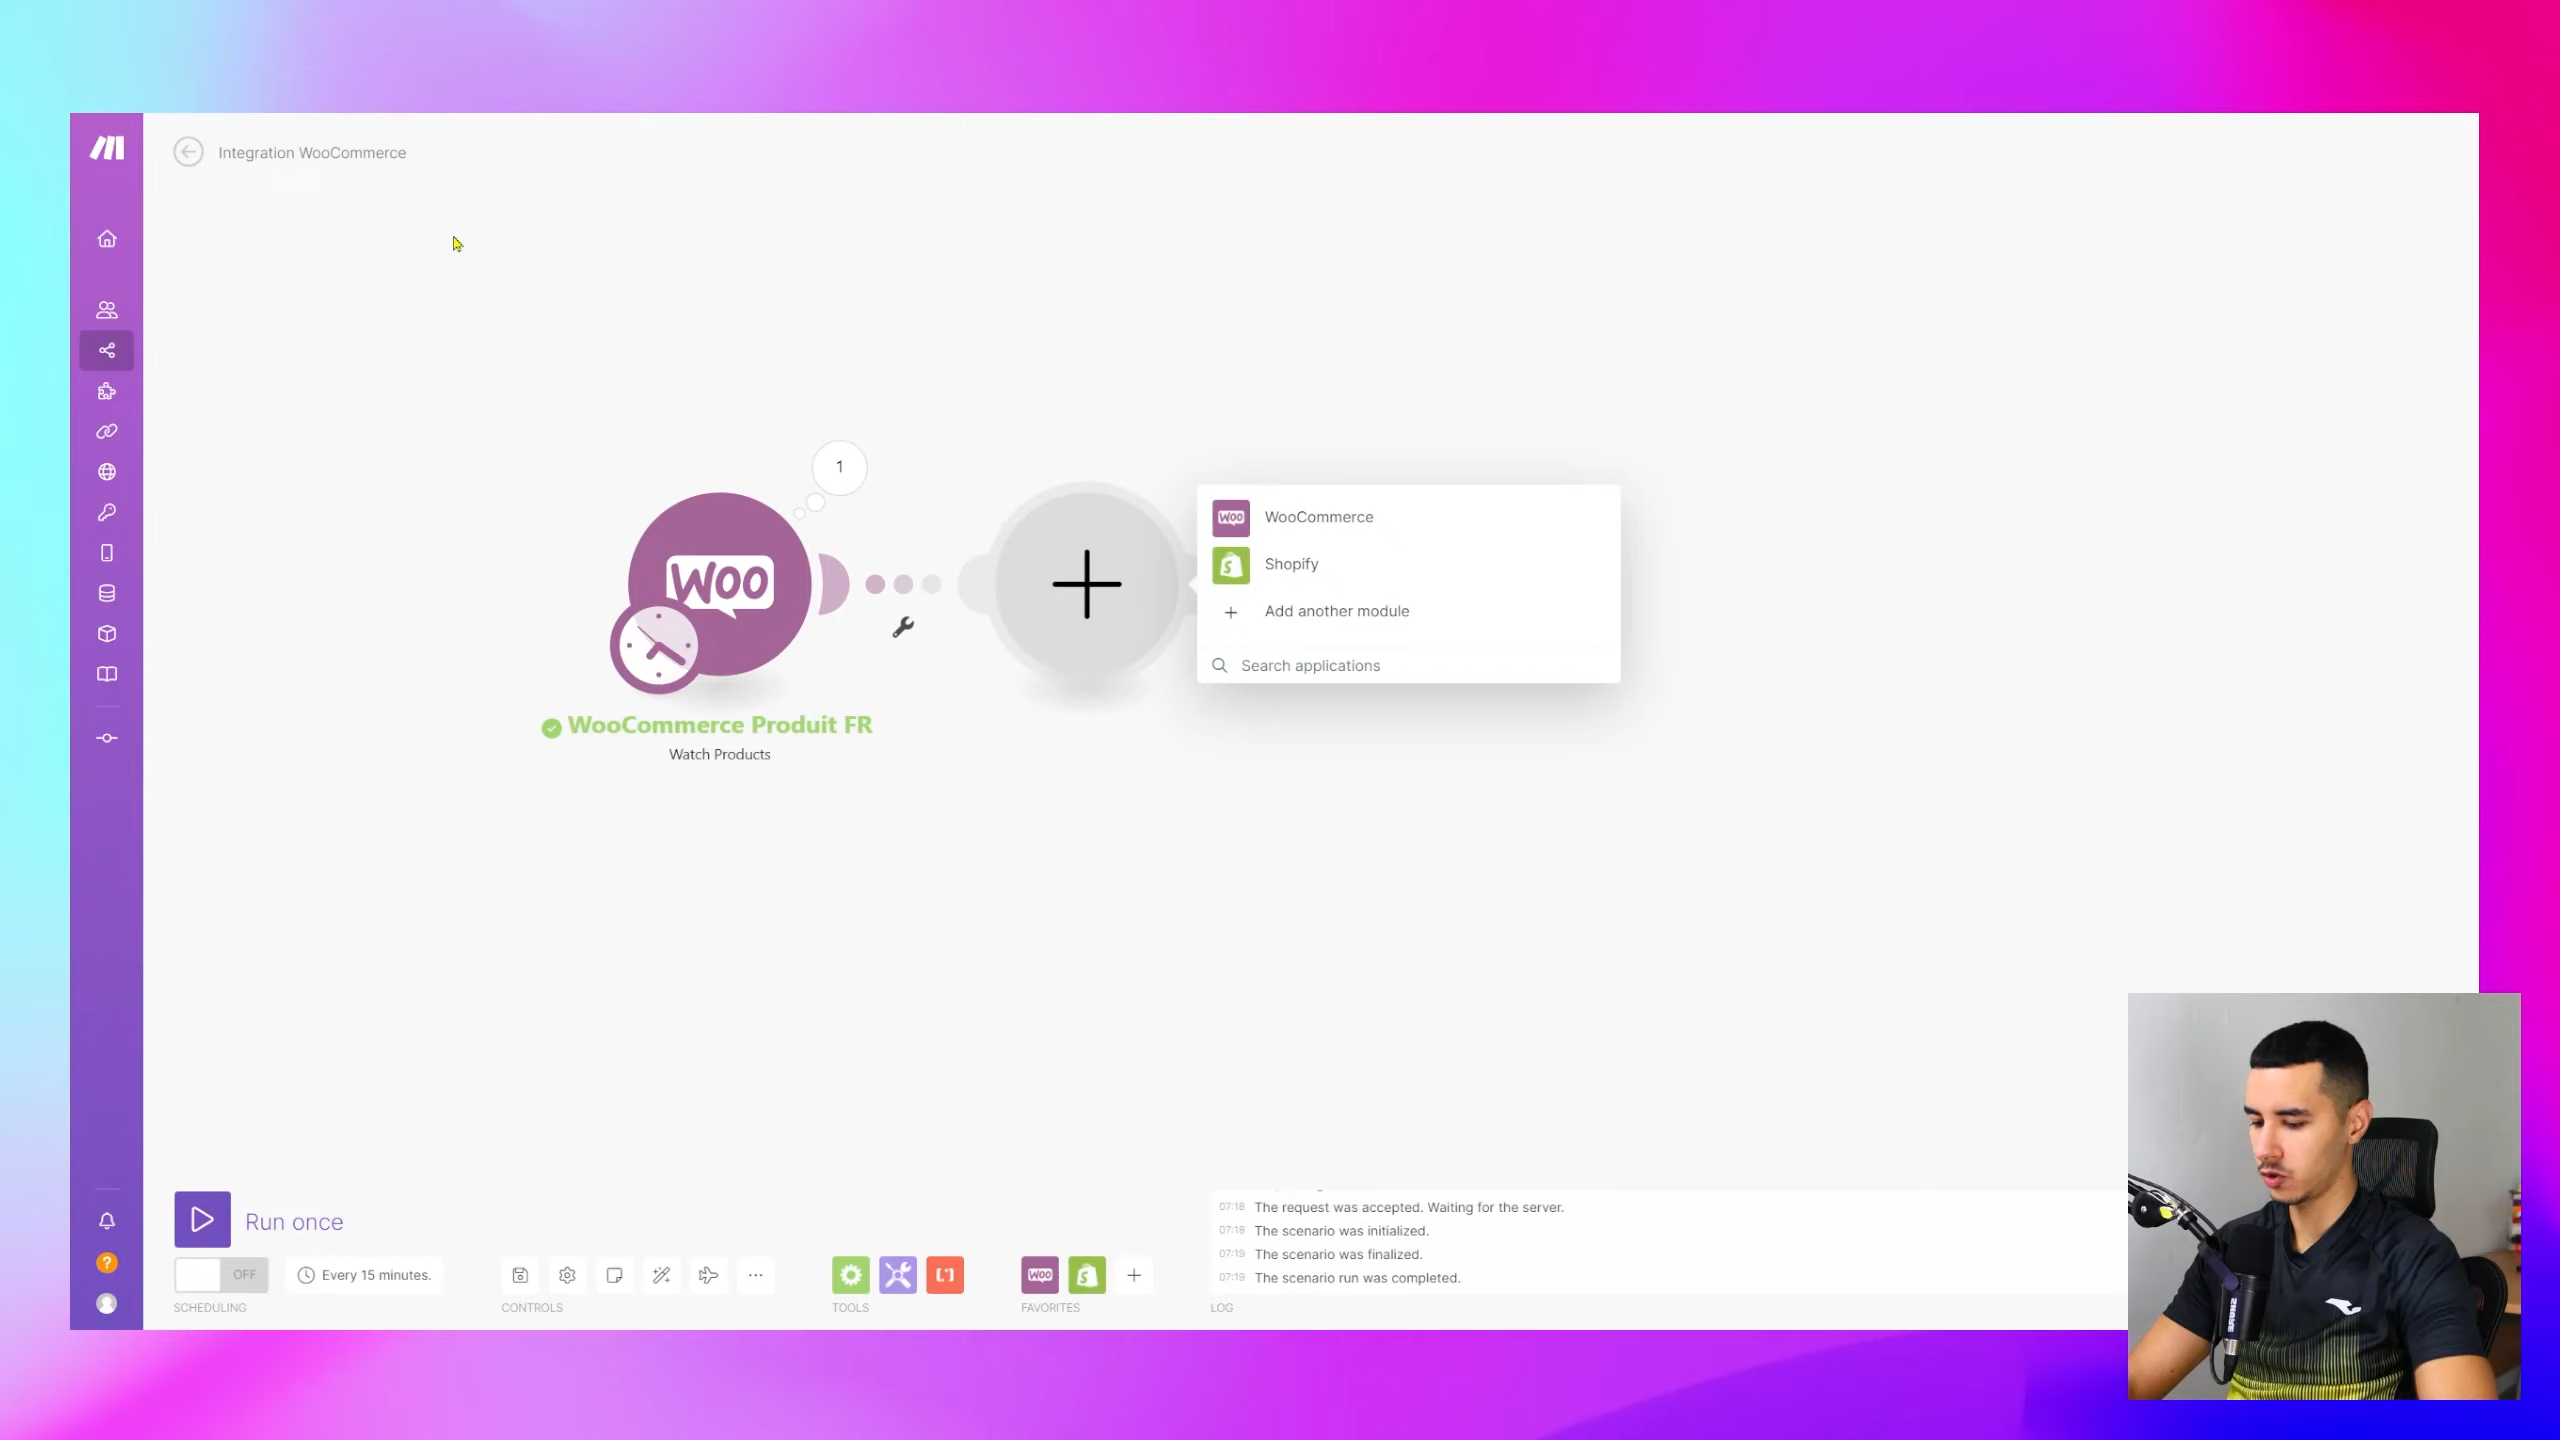 Integration WooCommerce
1
WOO
WooCommerce Produit FR
Watch Products
WOO
WooCommerce
Shopify
Add another module
Search applications
Run once
OFF
Every 15 minutes.
SCHEDULING
CONTROLS
TOOLS
WOO
FAVORITES
07:18 The request was accepted. Waiting for the server.
07:18 The scenario was initialized.
07:19 The scenario was finalized.
07:19 The scenario run was completed.
LOG
?